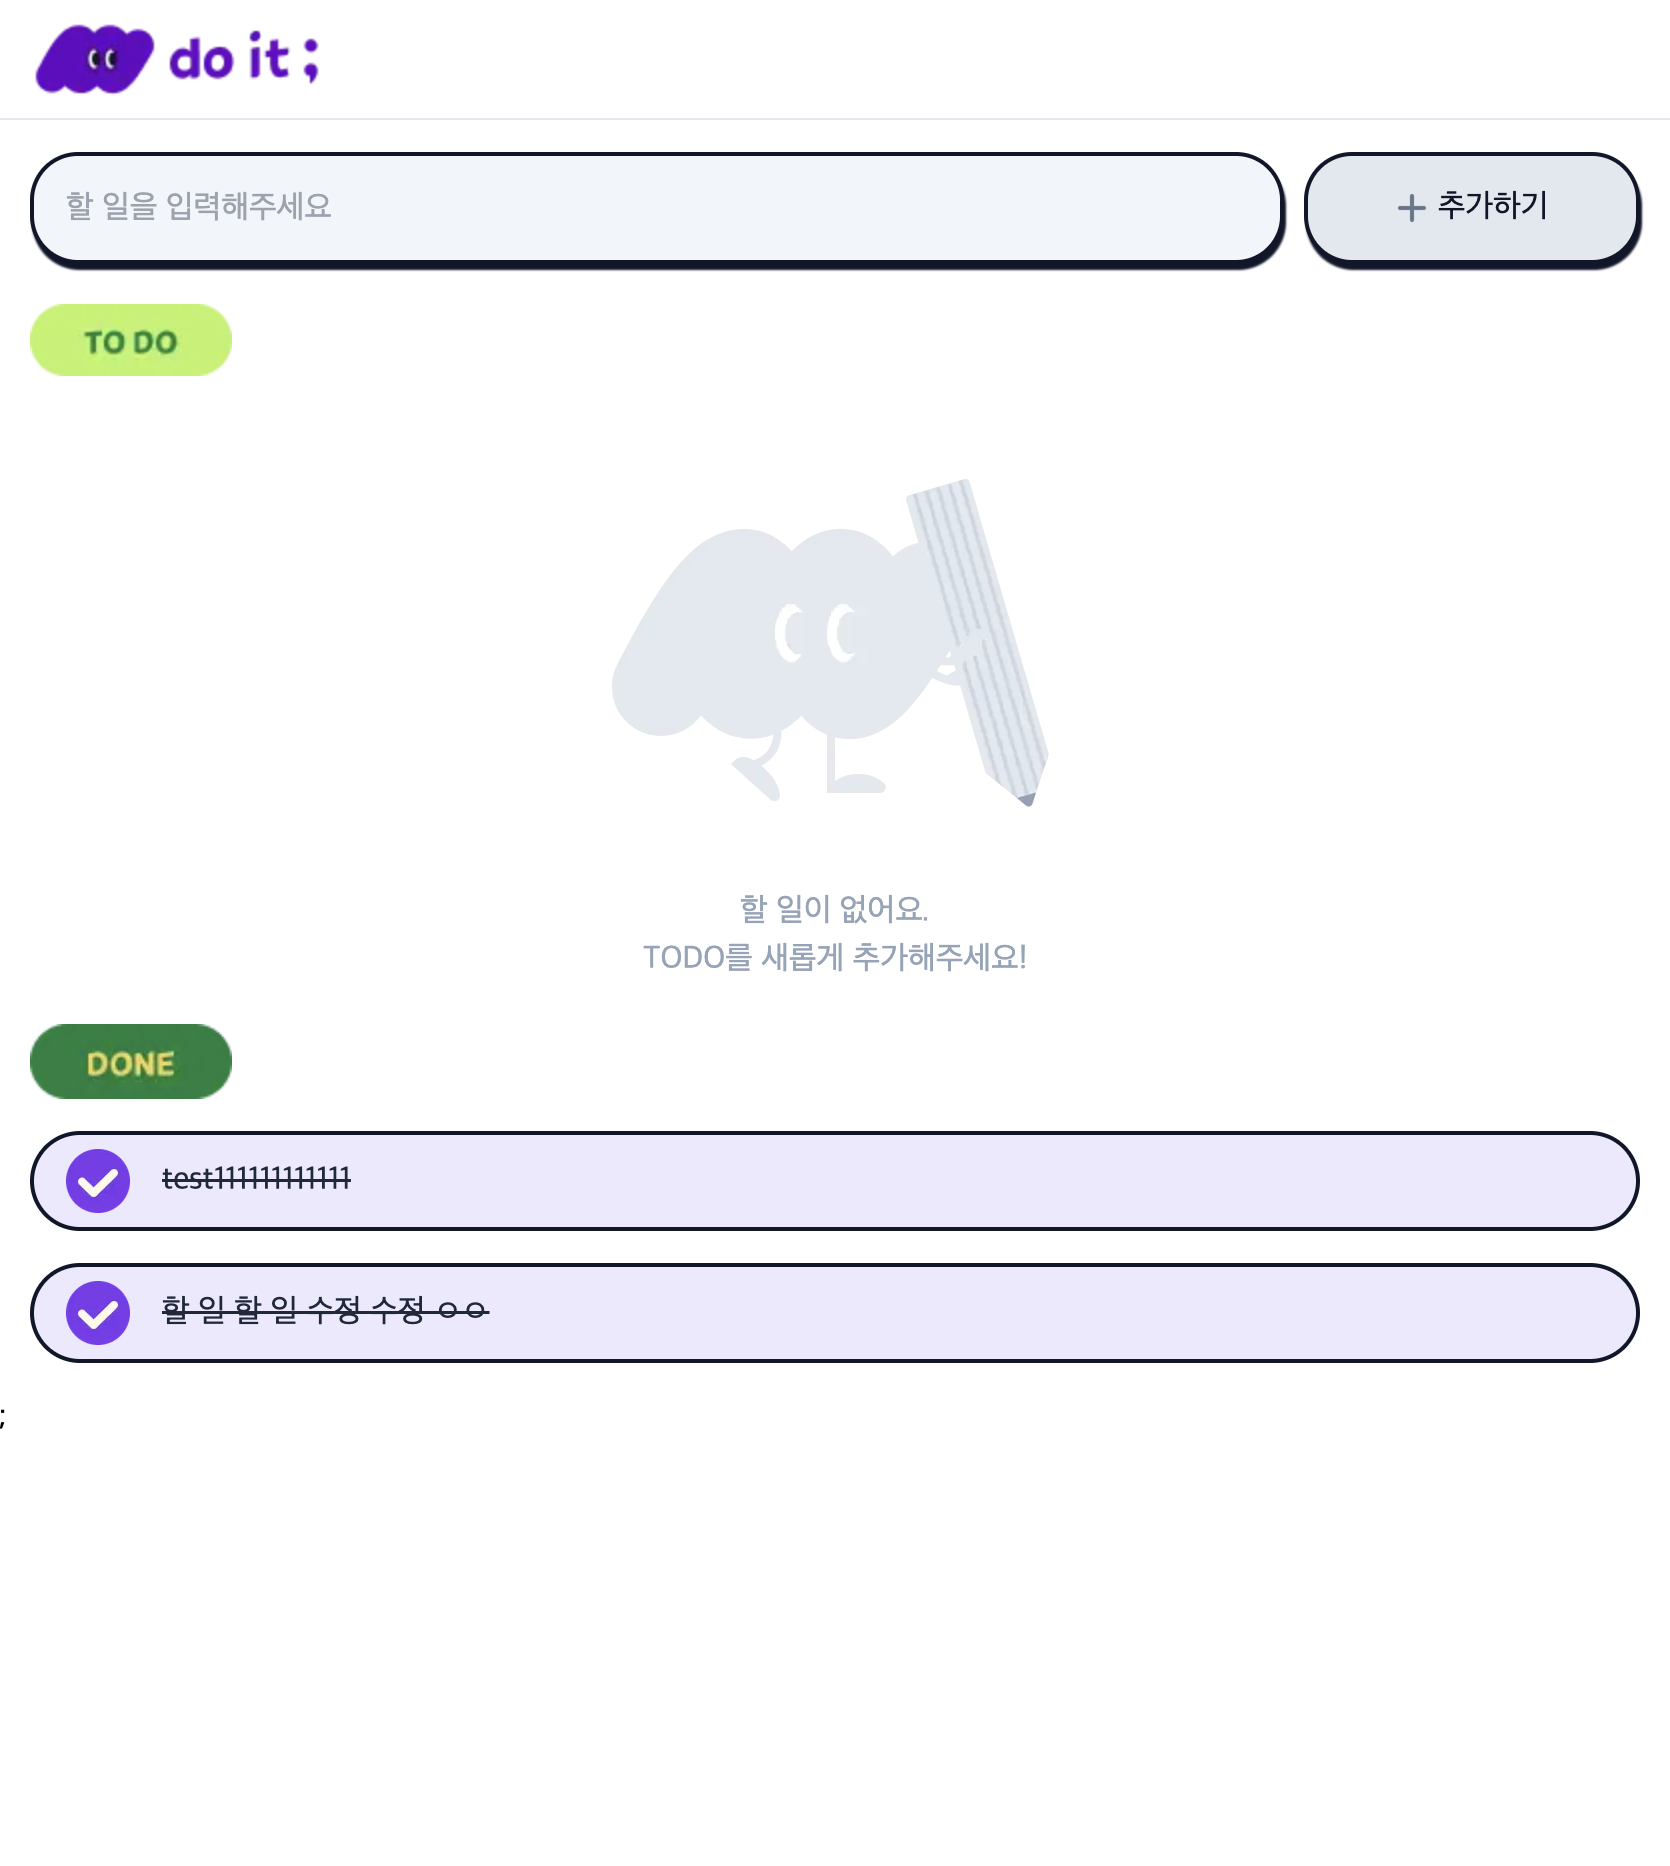 do it ;
할 일을 입력해주세요
+ 추가하기
TO DO
할 일이 없어요.
TODO를 새롭게 추가해주세요!
DONE
test111111111111
할 일 할 일 수정 수정 ㅇㅇ
;